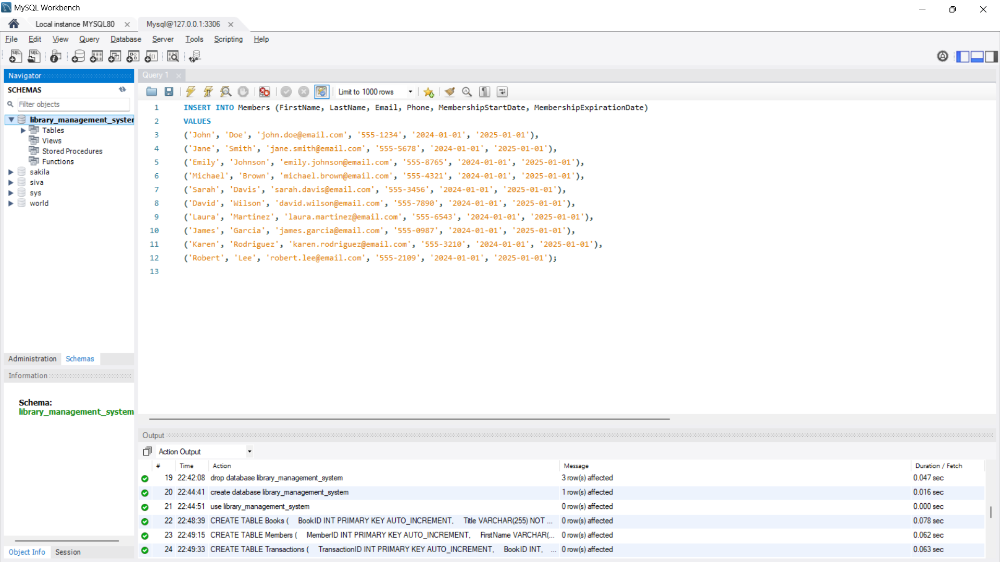 MySQL Workbench
Local instance MYSQL80
Mysql@127.0.0.1:3306
File Edit View Query Database Server Tools Scripting Help
Navigator
SCHEMAS
Filter objects
library_management_syster
Tables
Views
Stored Procedures
Functions
sakila
siva
sys
world
Administration Schemas
Information
Schema:
library_management_system
Object Info Session
Query 1
Limit to 1000 rows
1 INSERT INTO Members (FirstName, LastName, Email, Phone, MembershipStartDate, MembershipExpirationDate)
2 VALUES
3 ('John', 'Doe', 'john.doe@email.com', '555-1234', '2024-01-01', '2025-01-01'),
4 ('Jane', 'Smith', 'jane.smith@email.com', '555-5678', '2024-01-01', '2025-01-01'),
5 ('Emily', 'Johnson', 'emily.johnson@email.com', '555-8765', '2024-01-01', '2025-01-01'),
6 ('Michael', 'Brown', 'michael.brown@email.com', '555-4321', '2024-01-01', '2025-01-01'),
7 ('Sarah', 'Davis', 'sarah.davis@email.com', '555-3456', '2024-01-01', '2025-01-01'),
8 ('David', 'Wilson', 'david.wilson@email.com', '555-7890', '2024-01-01', '2025-01-01'),
9 ('Laura', 'Martinez', 'laura.martinez@email.com', '555-6543', '2024-01-01', '2025-01-01'),
10 ('James', 'Garcia', 'james.garcia@email.com', '555-0987', '2024-01-01', '2025-01-01'),
11 ('Karen', 'Rodriguez', 'karen.rodriguez@email.com', '555-3210', '2024-01-01', '2025-01-01'),
12 ('Robert', 'Lee', 'robert.lee@email.com', '555-2109', '2024-01-01', '2025-01-01');
13
Output
Action Output
# Time Action Message Duration / Fetch
19 22:42:08 drop database library_management_system 3 row(s) affected 0.047 sec
20 22:44:41 create database library_management_system 1 row(s) affected 0.016 sec
21 22:44:51 use library_management_system 0 row(s) affected 0.000 sec
22 22:48:39 CREATE TABLE Books ( BookID INT PRIMARY KEY AUTO_INCREMENT, Title VARCHAR(255) NOT ... 0 row(s) affected 0.078 sec
23 22:49:15 CREATE TABLE Members ( MemberID INT PRIMARY KEY AUTO_INCREMENT, FirstName VARCHAR(... 0 row(s) affected 0.062 sec
24 22:49:33 CREATE TABLE Transactions ( TransactionID INT PRIMARY KEY AUTO_INCREMENT, BookID INT, ... 0 row(s) affected 0.063 sec